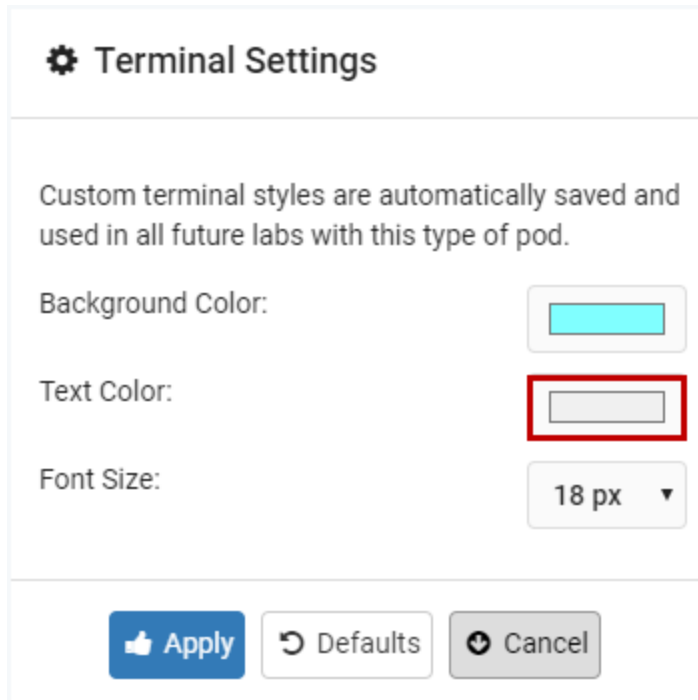 Terminal Settings
Custom terminal styles are automatically saved and
used in all future labs with this type of pod.
Background Color:
Text Color:
Font Size:
18 px
Apply
Defaults
Cancel